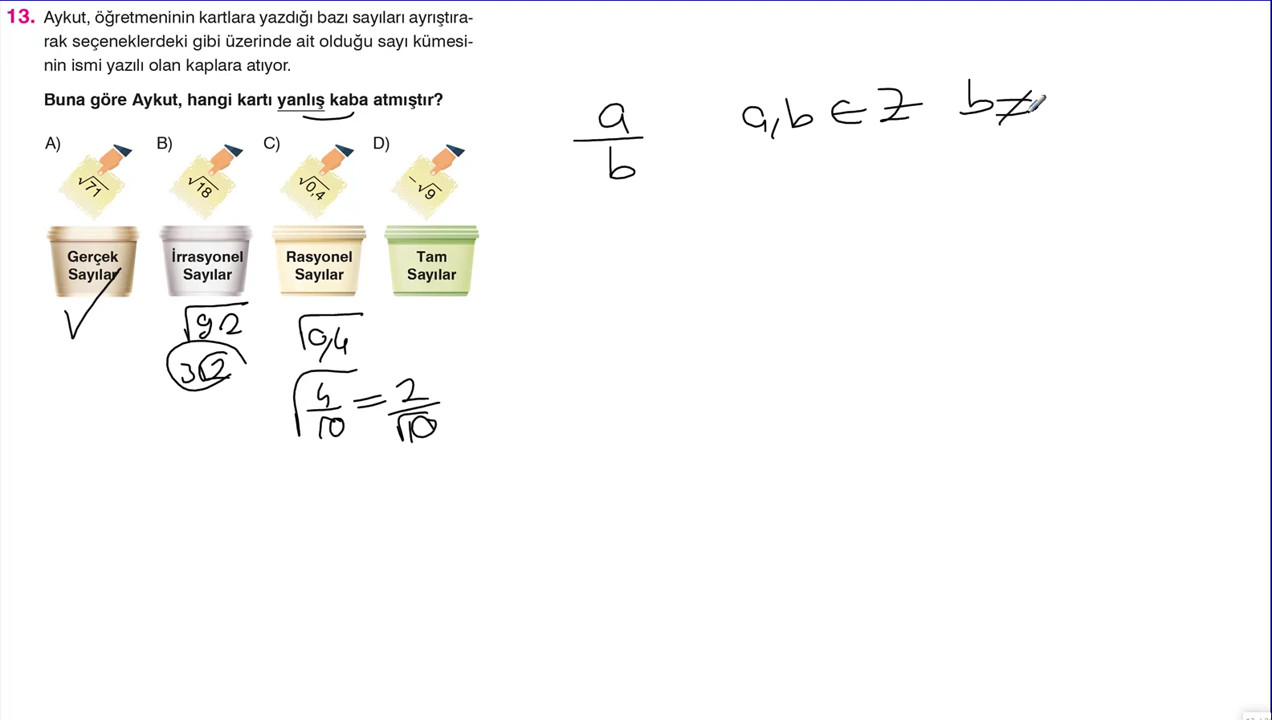 13. Aykut, öğretmeninin kartlara yazdığı bazı sayıları ayrıştıra-
rak seçeneklerdeki gibi üzerinde ait olduğu sayı kümesi-
nin ismi yazılı olan kaplara atıyor.
Buna göre Aykut, hangi kartı yanlış kaba atmıştır?
A) B) C) D)
√71 √18 √0,4 -√9
Gerçek Sayılar
İrrasyonel Sayılar
Rasyonel Sayılar
Tam Sayılar
√9 2
3√2
√0,4
√4/10 = 2/√10
a/b a,b ∈ Z b≠